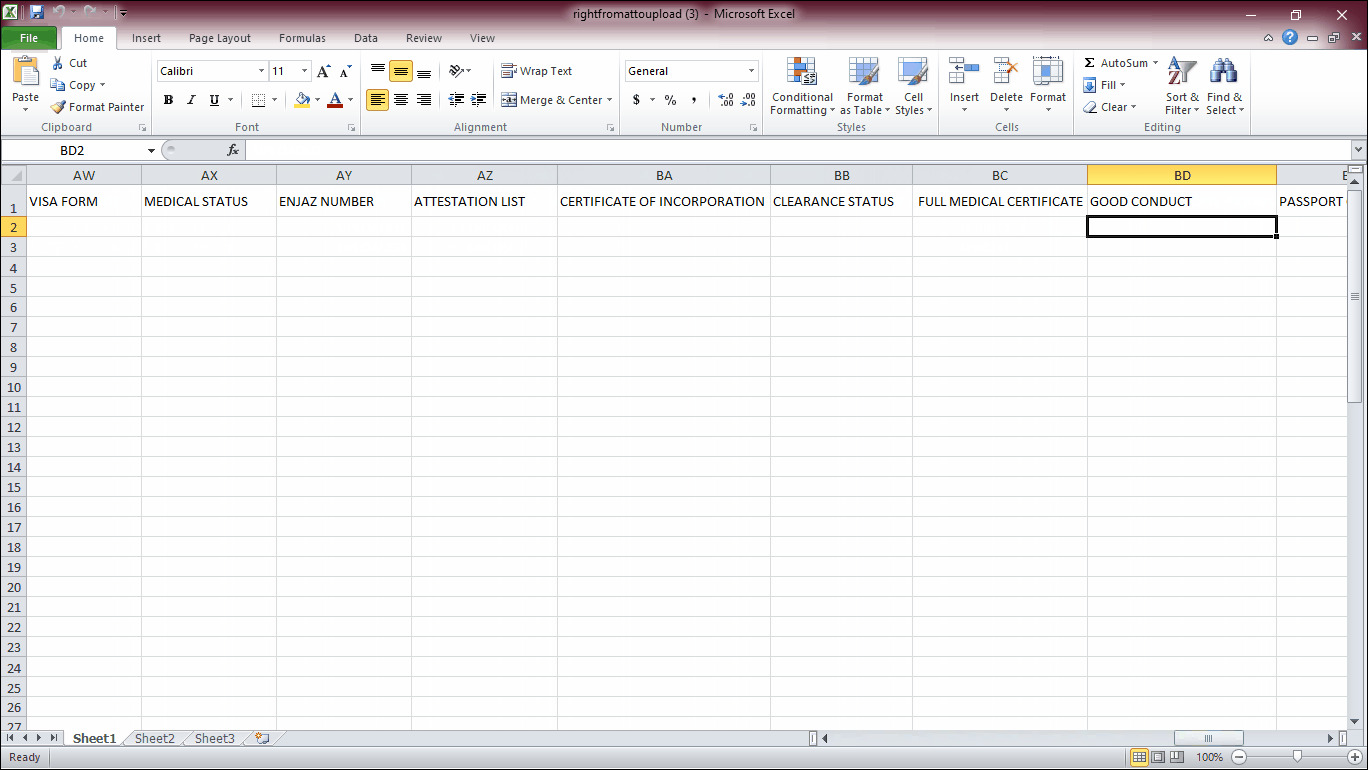 rightfromattoupload (3) - Microsoft Excel
File Home Insert Page Layout Formulas Data Review View
Paste
Cut
Copy
Format Painter
Clipboard
Calibri 11
B I U
Font
Wrap Text
Merge & Center
Alignment
General
$ % ,
Number
Conditional Formatting
Format as Table
Cell Styles
Styles
Insert Delete Format
Cells
AutoSum
Fill
Clear
Sort & Filter
Find & Select
Editing
BD2 fx
AW AX AY AZ BA BB BC BD
1 VISA FORM MEDICAL STATUS ENJAZ NUMBER ATTESTATION LIST CERTIFICATE OF INCORPORATION CLEARANCE STATUS FULL MEDICAL CERTIFICATE GOOD CONDUCT PASSPORT
2
3
4
5
6
7
8
9
10
11
12
13
14
15
16
17
18
19
20
21
22
23
24
25
26
27
Sheet1 Sheet2 Sheet3
Ready 100%